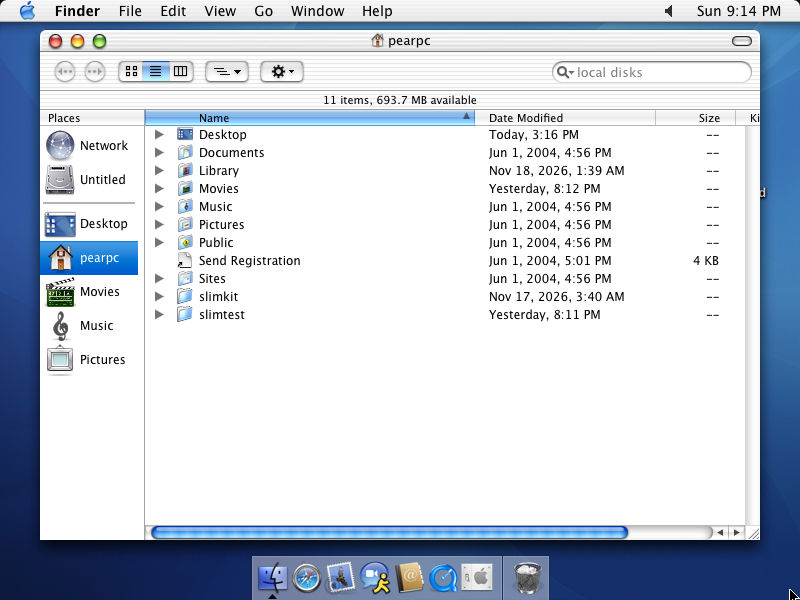 Finder File Edit View Go Window Help Sun 9:14 PM
pearpc
local disks
11 items, 693.7 MB available
Places Name Date Modified Size Ki
Network
Untitled
Desktop
pearpc
Movies
Music
Pictures
Desktop Today, 3:16 PM --
Documents Jun 1, 2004, 4:56 PM --
Library Nov 18, 2026, 1:39 AM --
Movies Yesterday, 8:12 PM --
Music Jun 1, 2004, 4:56 PM --
Pictures Jun 1, 2004, 4:56 PM --
Public Jun 1, 2004, 4:56 PM --
Send Registration Jun 1, 2004, 5:01 PM 4 KB
Sites Jun 1, 2004, 4:56 PM --
slimkit Nov 17, 2026, 3:40 AM --
slimtest Yesterday, 8:11 PM --
d